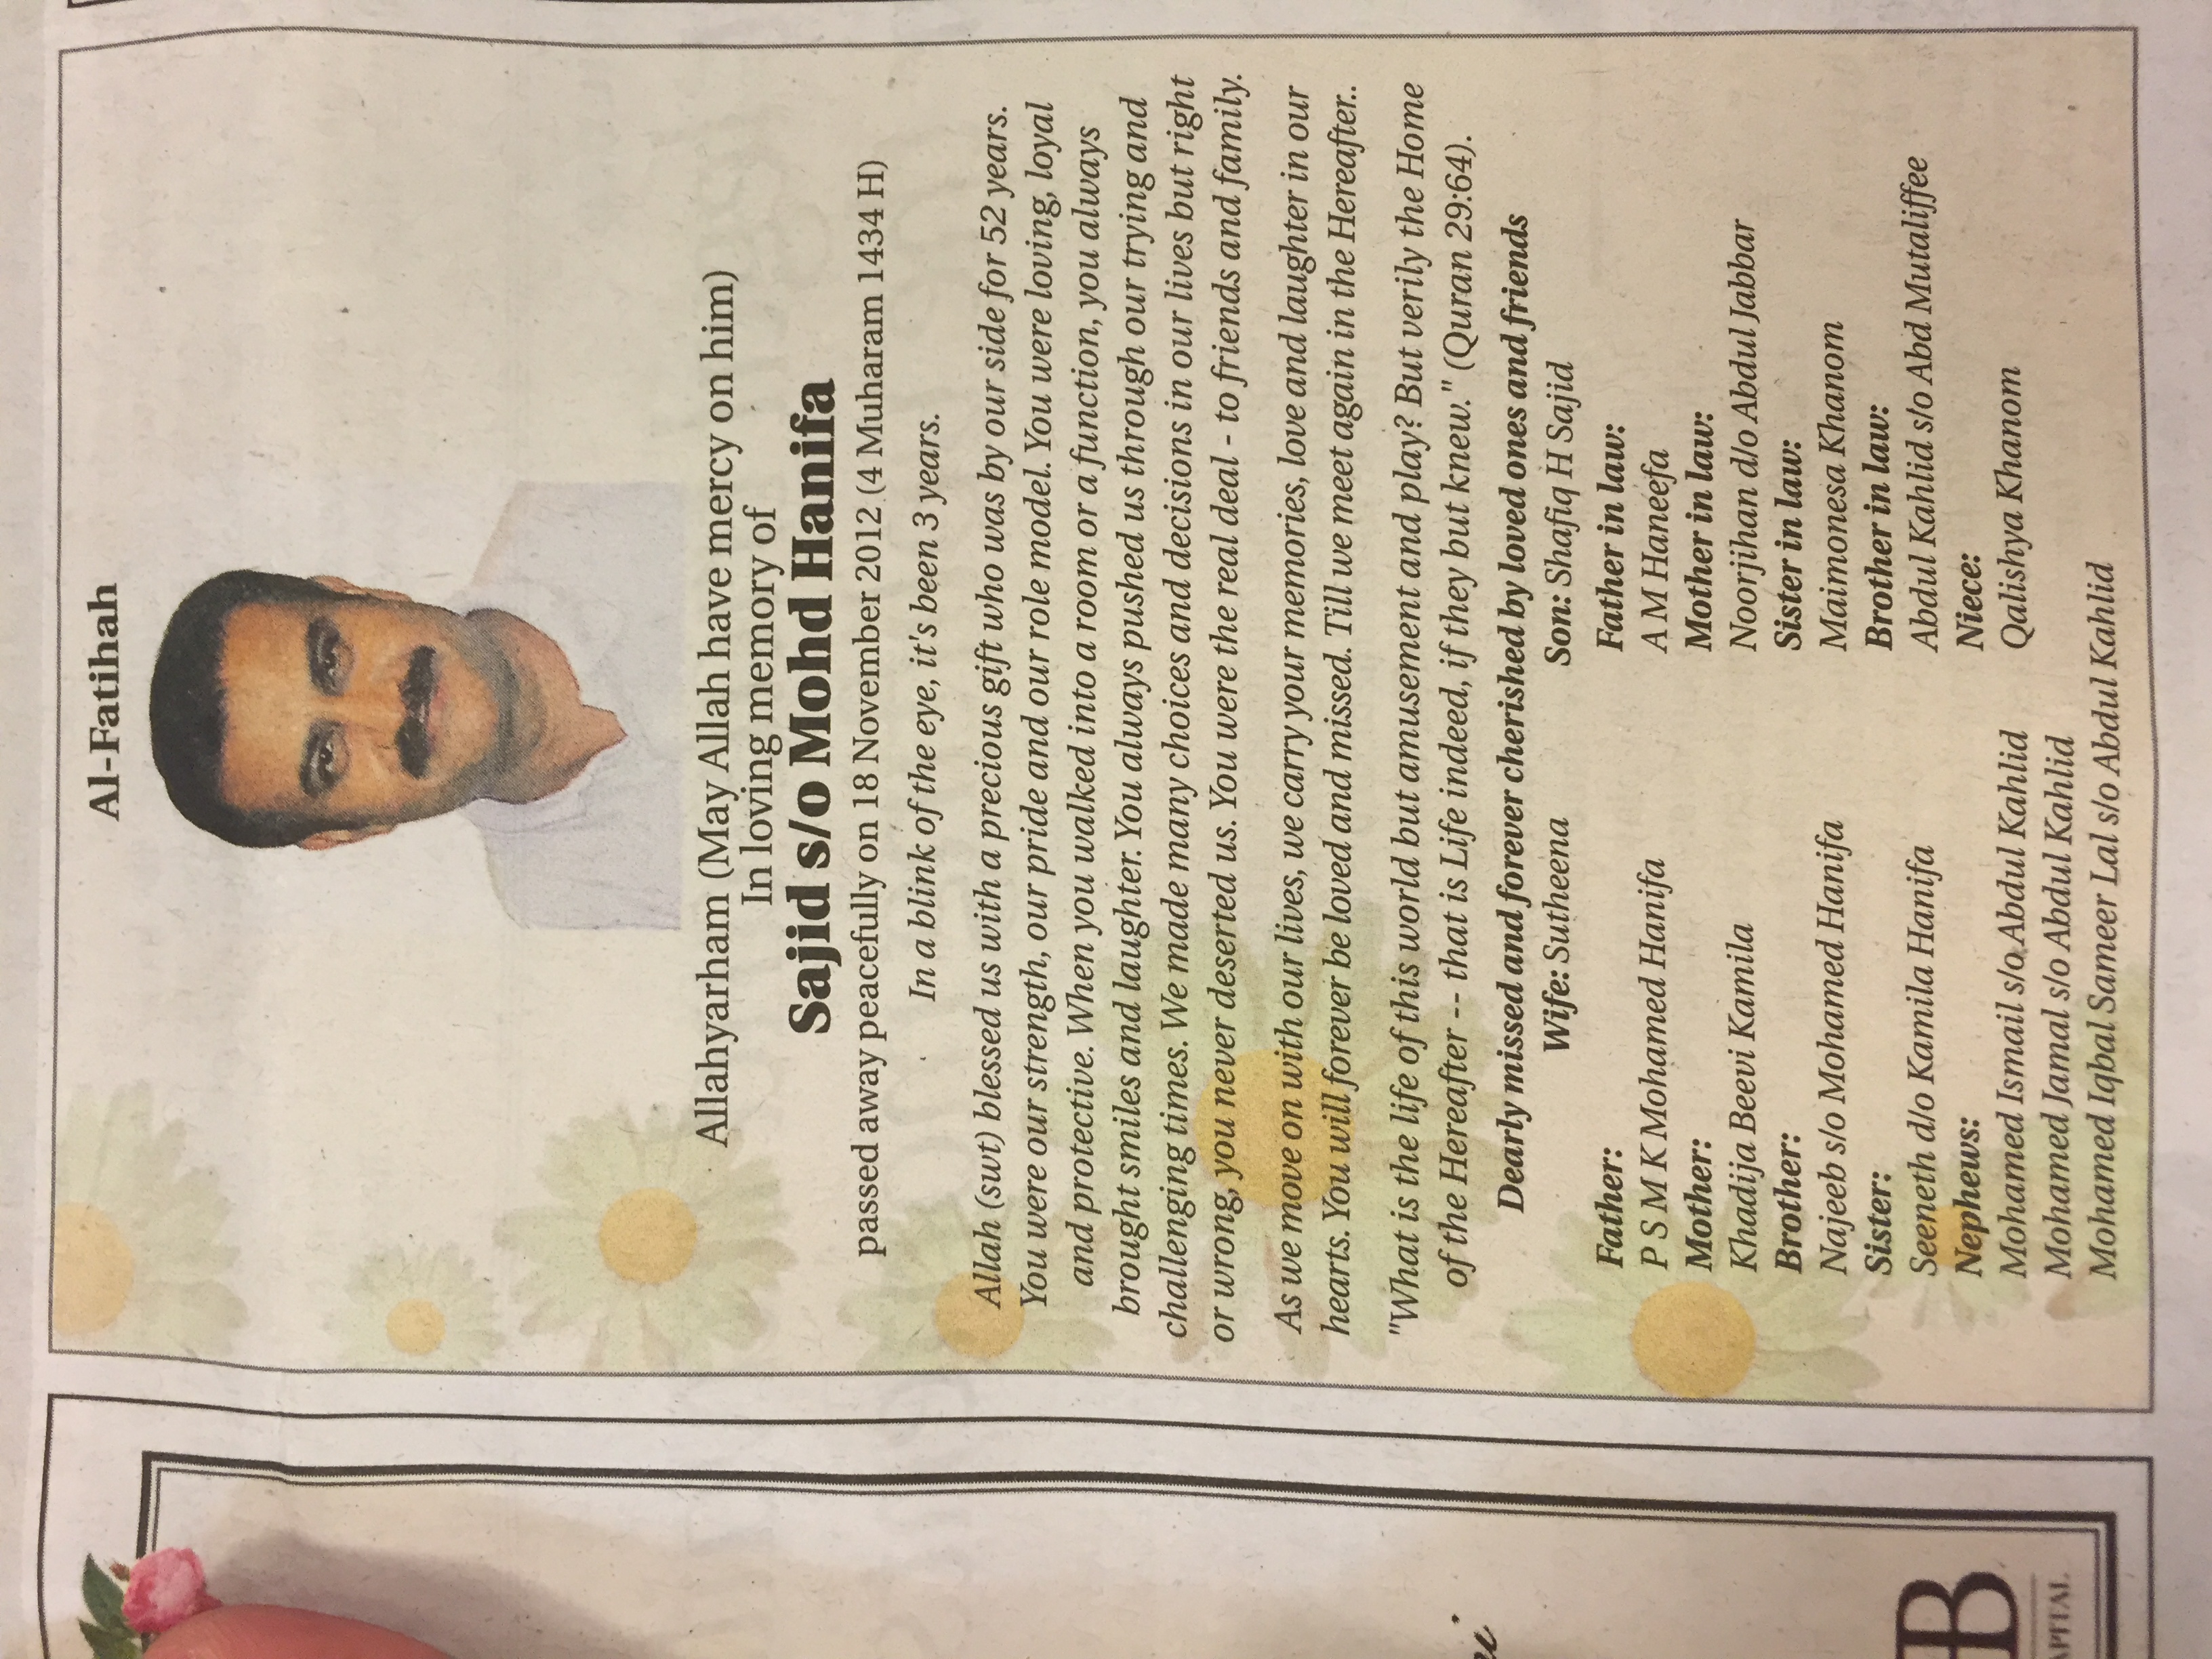 Al-Fatihah
Allahyarham (May Allah have mercy on him)
In loving memory of
Sajid s/o Mohd Hanifa
passed away peacefully on 18 November 2012 (4 Muharam 1434 H)
In a blink of the eye, it's been 3 years.
Allah (swt) blessed us with a precious gift who was by our side for 52 years.
You were our strength, our pride and our role model. You were loving, loyal
and protective. When you walked into a room or a function, you always
brought smiles and laughter. You always pushed us through our trying and
challenging times. We made many choices and decisions in our lives but right
or wrong, you never deserted us. You were the real deal - to friends and family.
As we move on with our lives, we carry your memories, love and laughter in our
hearts. You will forever be loved and missed. Till we meet again in the Hereafter..
"What is the life of this world but amusement and play? But verily the Home
of the Hereafter -- that is Life indeed, if they but knew." (Quran 29:64).
Dearly missed and forever cherished by loved ones and friends
Wife: Sutheena Son: Shafiq H Sajid
Father:
P S M K Mohamed Hanifa
Mother:
Khadija Beevi Kamila
Brother:
Najeeb s/o Mohamed Hanifa
Sister:
Seeneth d/o Kamila Hanifa
Nephews:
Mohamed Ismail s/o Abdul Kahlid
Mohamed Jamal s/o Abdul Kahlid
Mohamed Iqbal Sameer Lal s/o Abdul Kahlid
Father in law:
A M Haneefa
Mother in law:
Noorjihan d/o Abdul Jabbar
Sister in law:
Maimonesa Khanom
Brother in law:
Abdul Kahlid s/o Abd Mutaliffee
Niece:
Qalishya Khanom